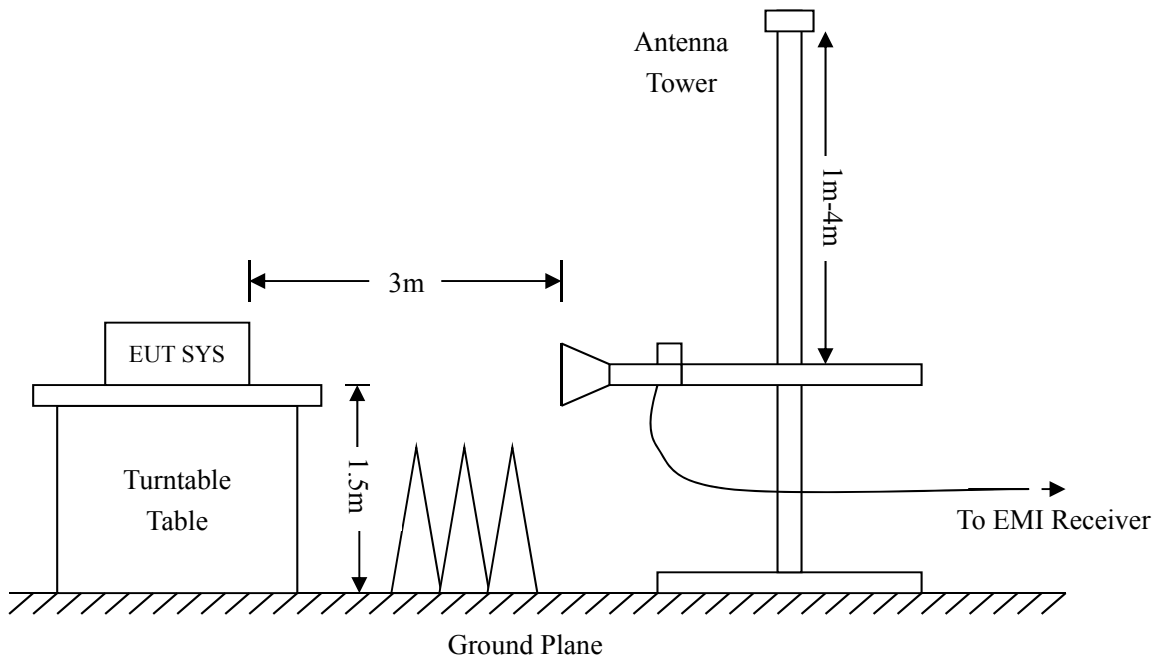 Antenna
Tower
1m-4m
3m
EUT SYS
1.5m
Turntable
Table
To EMI Receiver
Ground Plane